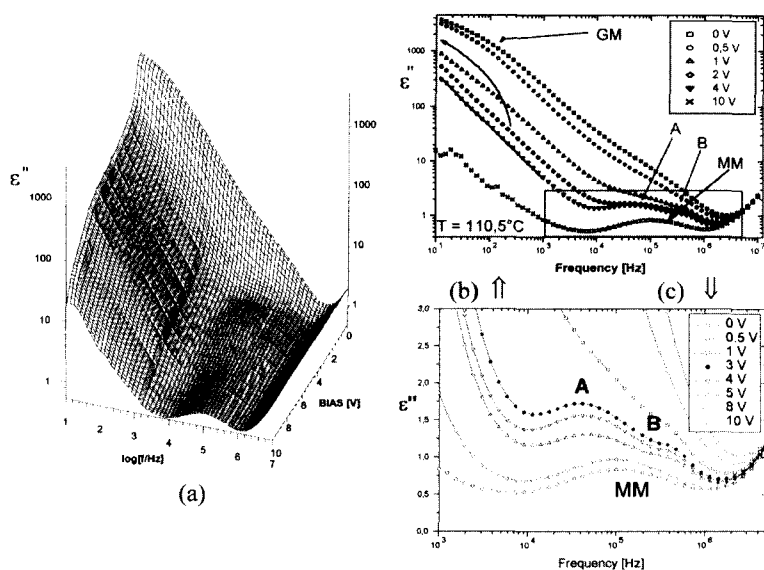 ε''
1000
100
10
1
1000
100
10
1
0
2
4
6
8
10
BIAS [V]
1
2
3
4
5
6
7
log[f/Hz]
(a)
ε''
1000
100
10
1
GM
A
B
MM
0 V
0,5 V
1 V
2 V
4 V
10 V
T = 110,5°C
10¹ 10² 10³ 10⁴ 10⁵ 10⁶ 10⁷
Frequency [Hz]
(b) ⇑ (c) ⇓
ε''
3,0
2,5
2,0
1,5
1,0
0,5
0,0
A
B
MM
0 V
0.5 V
1 V
3 V
4 V
5 V
8 V
10 V
10³ 10⁴ 10⁵ 10⁶
Frequency [Hz]